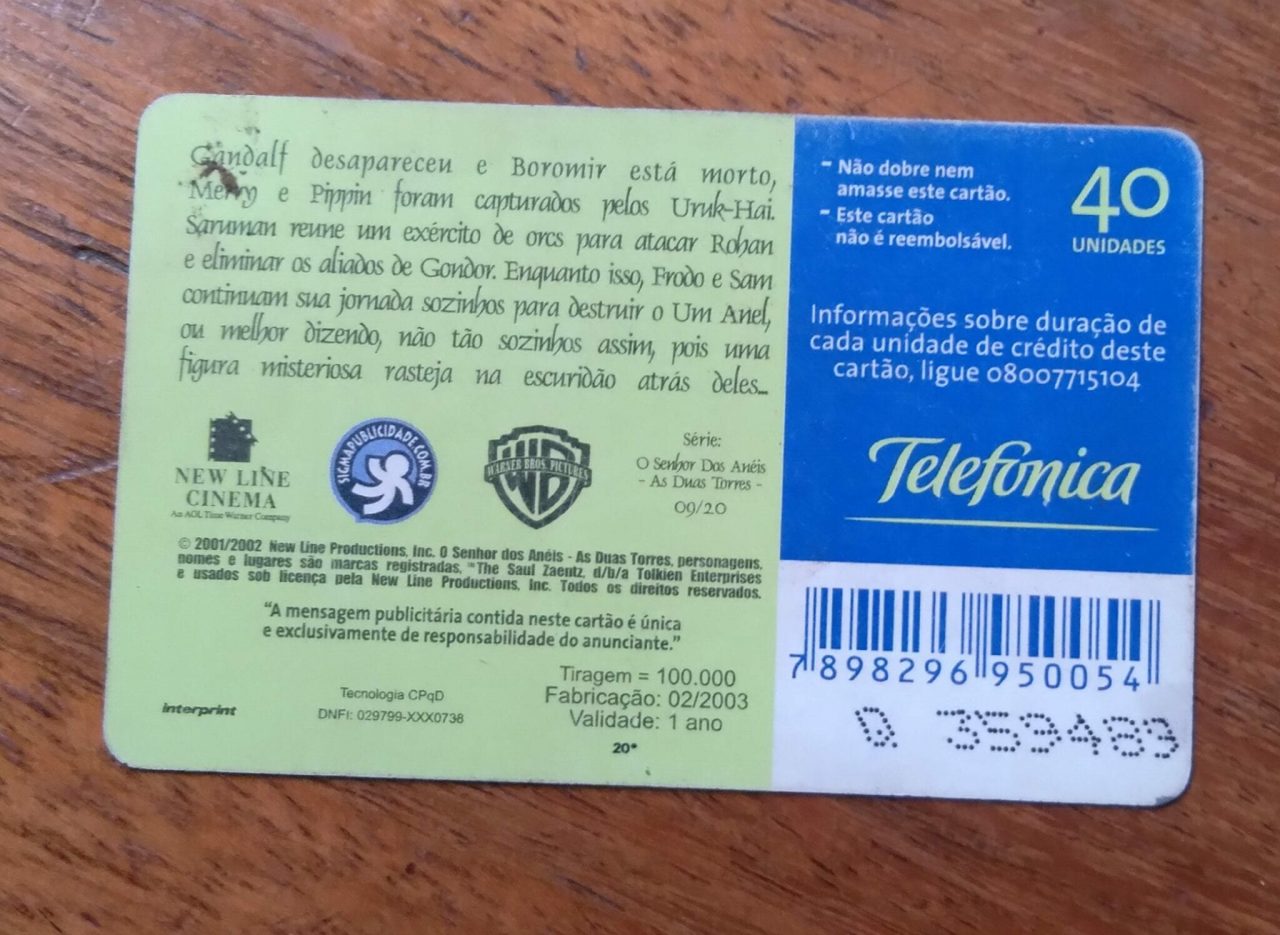 Gandalf desapareceu e Boromir está morto,
Merry e Pippin foram capturados pelos Uruk-Hai.
Saruman reune um exército de orcs para atacar Rohan
e eliminar os aliados de Gondor. Enquanto isso, Frodo e Sam
continuam sua jornada sozinhos para destruir o Um Anel,
ou melhor dizendo, não tão sozinhos assim, pois uma
figura misteriosa rasteja na escuridão atrás deles...
NEW LINE
CINEMA
An AOL Time Warner Company
SIGMAPUBLICIDADE.COM.BR
WARNER BROS. PICTURES
WB
Série:
O Senhor Dos Anéis
- As Duas Torres -
09/20
© 2001/2002 New Line Productions, Inc. O Senhor dos Anéis - As Duas Torres, personagens,
nomes e lugares são marcas registradas. ™The Saul Zaentz, d/b/a Tolkien Enterprises
e usados sob licença pela New Line Productions, Inc. Todos os direitos reservados.
“A mensagem publicitária contida neste cartão é única
e exclusivamente de responsabilidade do anunciante.”
interprint
Tecnologia CPqD
DNFI: 029799-XXX0738
Tiragem = 100.000
Fabricação: 02/2003
Validade: 1 ano
20*
- Não dobre nem
amasse este cartão.
- Este cartão
não é reembolsável.
40
UNIDADES
Informações sobre duração de
cada unidade de crédito deste
cartão, ligue 08007715104
Telefonica
7 898296 950054
Q 359489